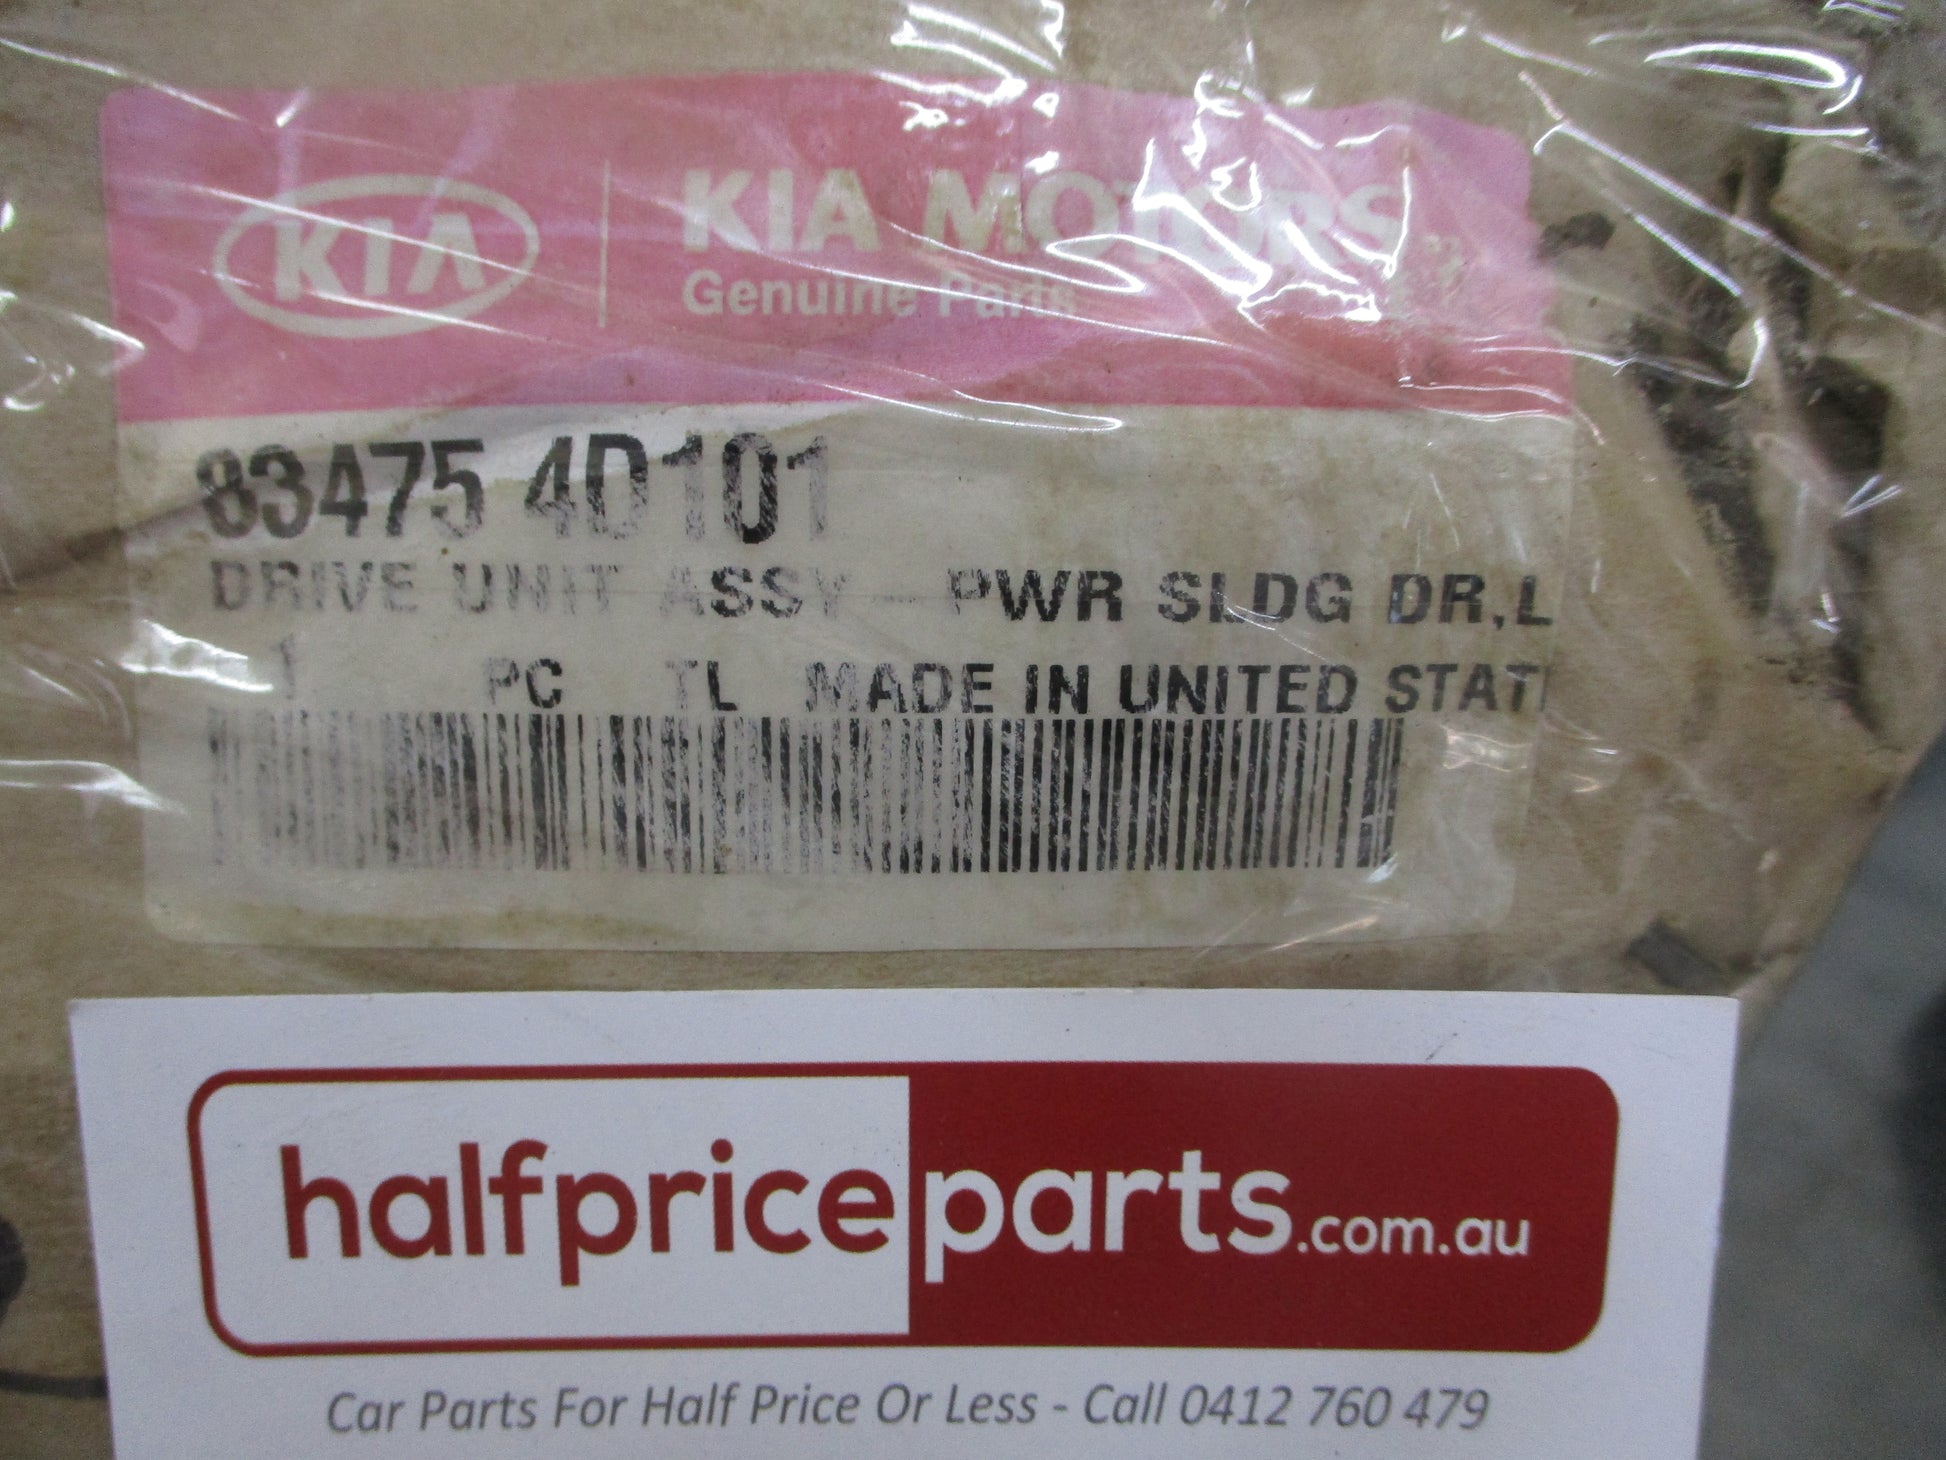 KIA
KIA MOTORS
Genuine Parts
83475 4D101
DRIVE UNIT ASSY - PWR SLDG DR,L
1 PC TL MADE IN UNITED STAT
halfpriceparts.com.au
Car Parts For Half Price Or Less - Call 0412 760 479